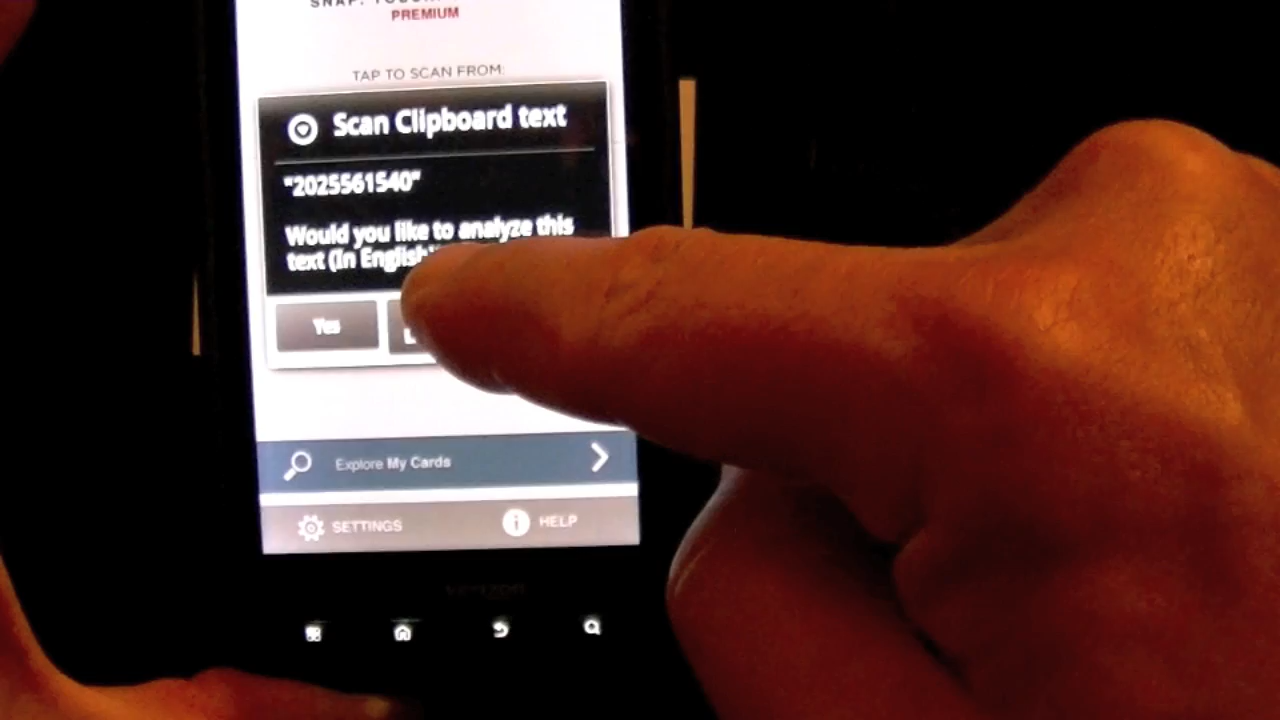 PREMIUM
TAP TO SCAN FROM:
Scan Clipboard text
"2025561540"
Would you like to analyze this
text (In English
Yes
Explore My Cards
SETTINGS
HELP
verizon